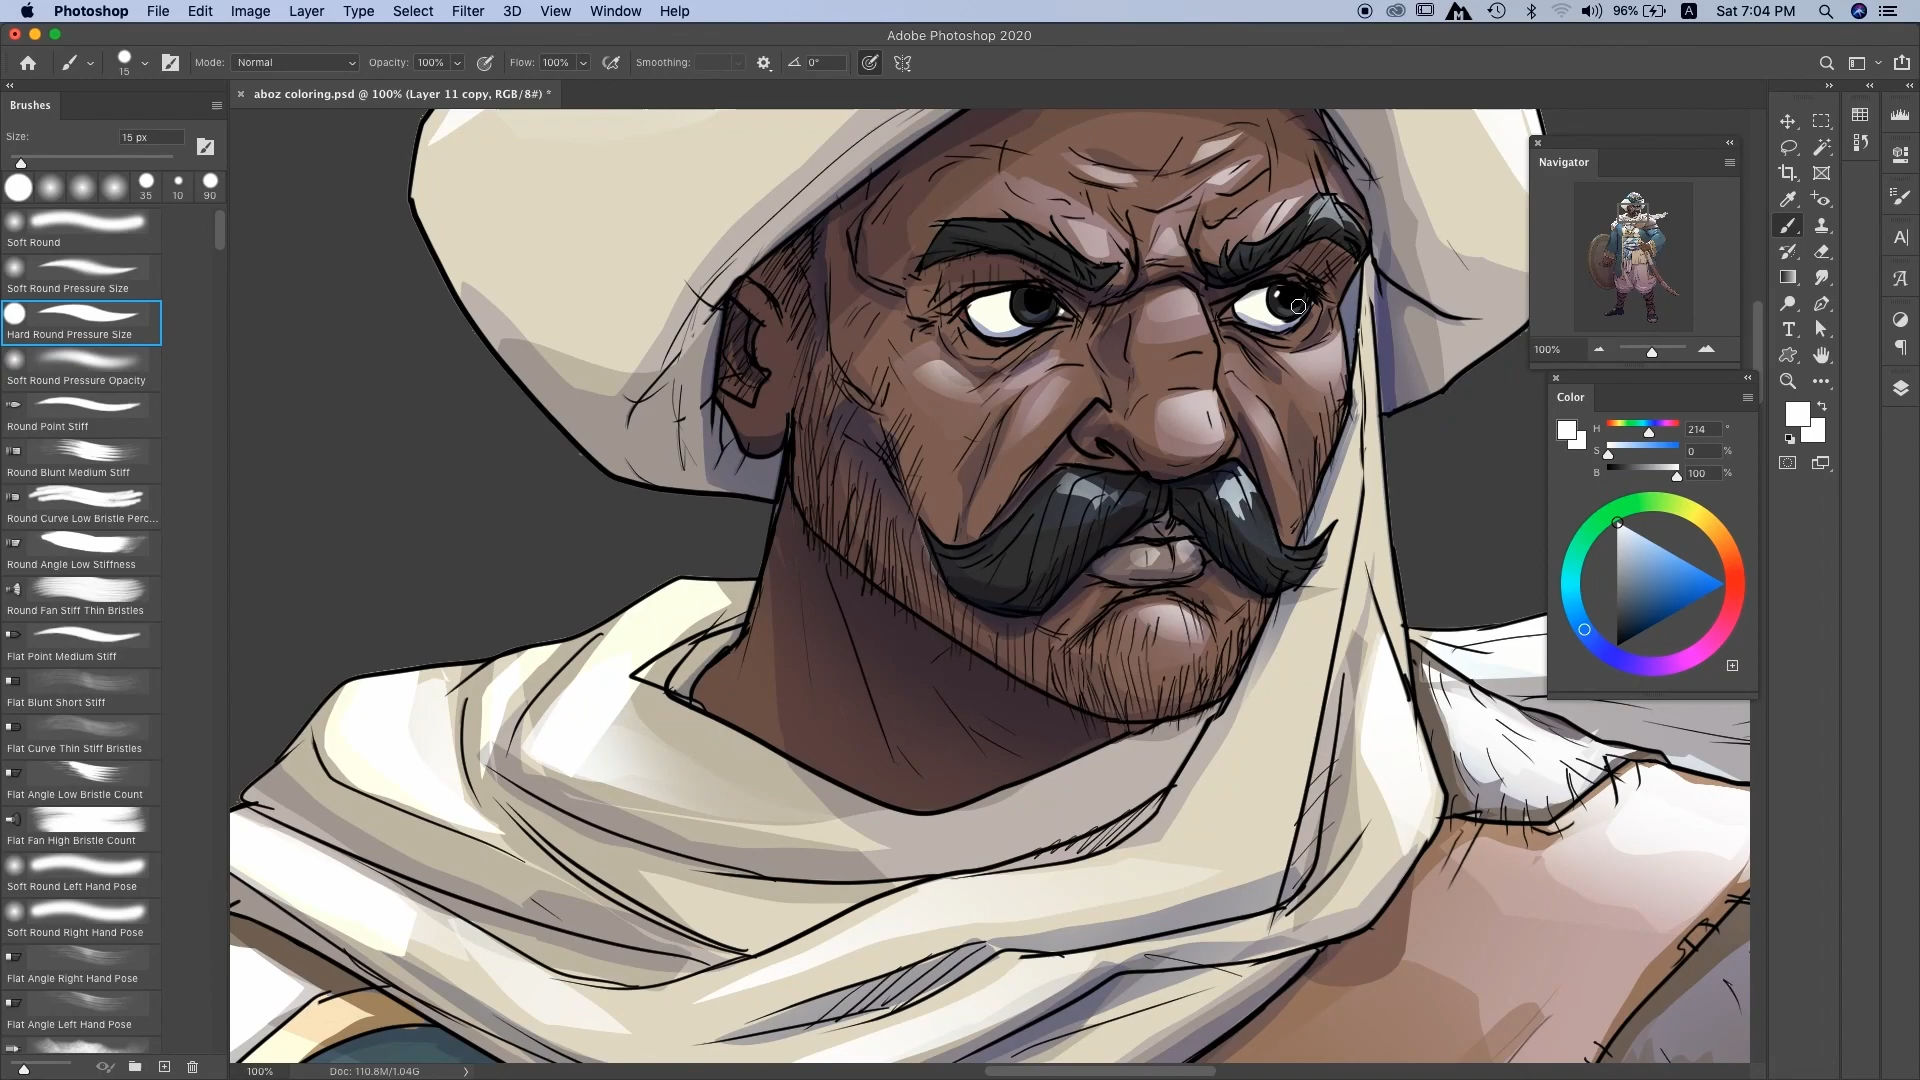 Photoshop File Edit Image Layer Type Select Filter 3D View Window Help 96% A Sat 7:04 PM
Adobe Photoshop 2020
15 Mode: Normal Opacity: 100% Flow: 100% Smoothing: 0°
aboz coloring.psd @ 100% (Layer 11 copy, RGB/8#) *
Brushes
Size: 15 px
35 10 90
Soft Round
Soft Round Pressure Size
Hard Round Pressure Size
Soft Round Pressure Opacity
Round Point Stiff
Round Blunt Medium Stiff
Round Curve Low Bristle Perc...
Round Angle Low Stiffness
Round Fan Stiff Thin Bristles
Flat Point Medium Stiff
Flat Blunt Short Stiff
Flat Curve Thin Stiff Bristles
Flat Angle Low Bristle Count
Flat Fan High Bristle Count
Soft Round Left Hand Pose
Soft Round Right Hand Pose
Flat Angle Right Hand Pose
Flat Angle Left Hand Pose
Navigator
100%
Color
H 214 °
S 0 %
B 100 %
100% Doc: 110.8M/1.04G